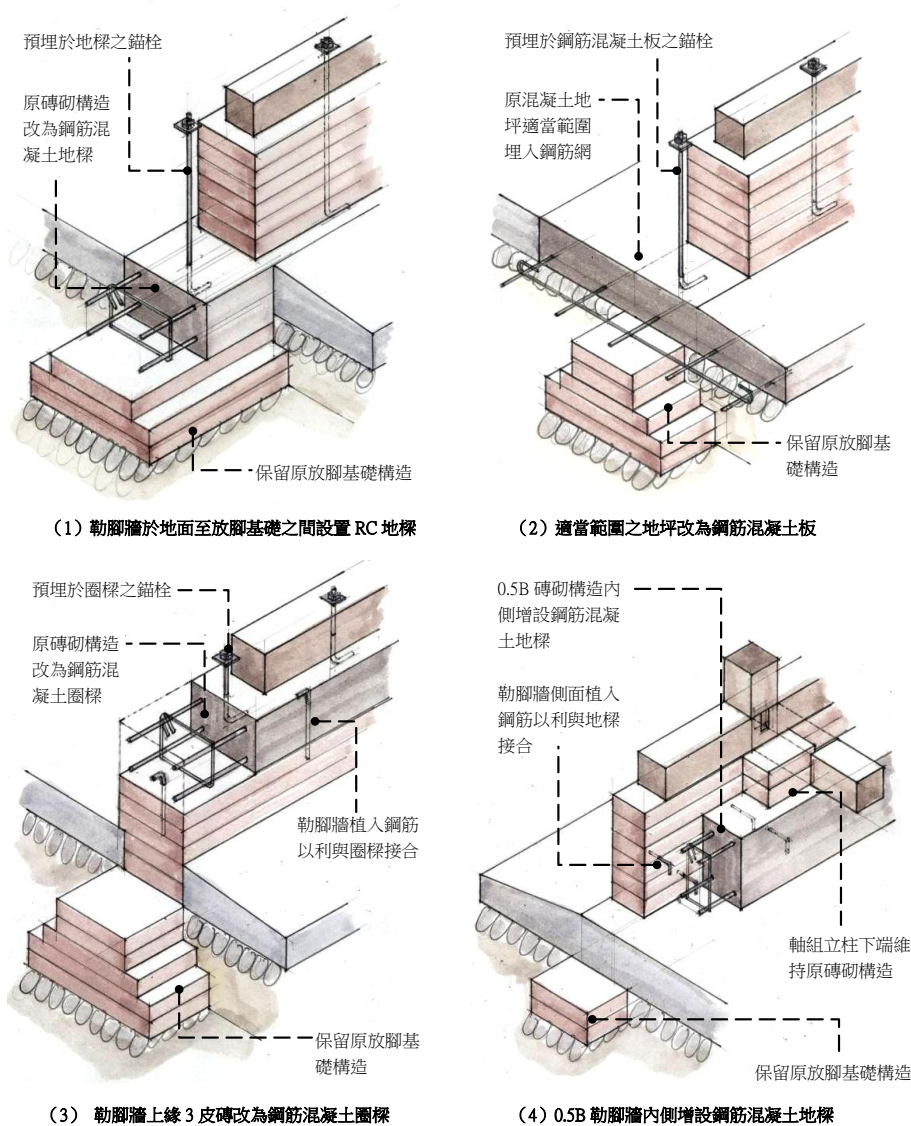 預埋於地樑之錨栓
原磚砌構造
改為鋼筋混
凝土地樑
保留原放腳基
礎構造
（1）勒腳牆於地面至放腳基礎之間設置 RC 地樑
預埋於鋼筋混凝土板之錨栓
原混凝土地
坪適當範圍
埋入鋼筋網
保留原放腳基
礎構造
（2）適當範圍之地坪改為鋼筋混凝土板
預埋於圈樑之錨栓
原磚砌構造
改為鋼筋混
凝土圈樑
勒腳牆植入鋼筋
以利與圈樑接合
保留原放腳基
礎構造
（3） 勒腳牆上緣 3 皮磚改為鋼筋混凝土圈樑
0.5B 磚砌構造內
側增設鋼筋混凝
土地樑
勒腳牆側面植入
鋼筋以利與地樑
接合
軸組立柱下端維
持原磚砌構造
保留原放腳基礎構造
（4）0.5B 勒腳牆內側增設鋼筋混凝土地樑